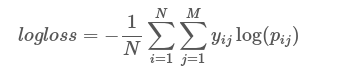 logloss = -\frac{1}{N} \sum_{i=1}^{N} \sum_{j=1}^{M} y_{ij} \log(p_{ij})